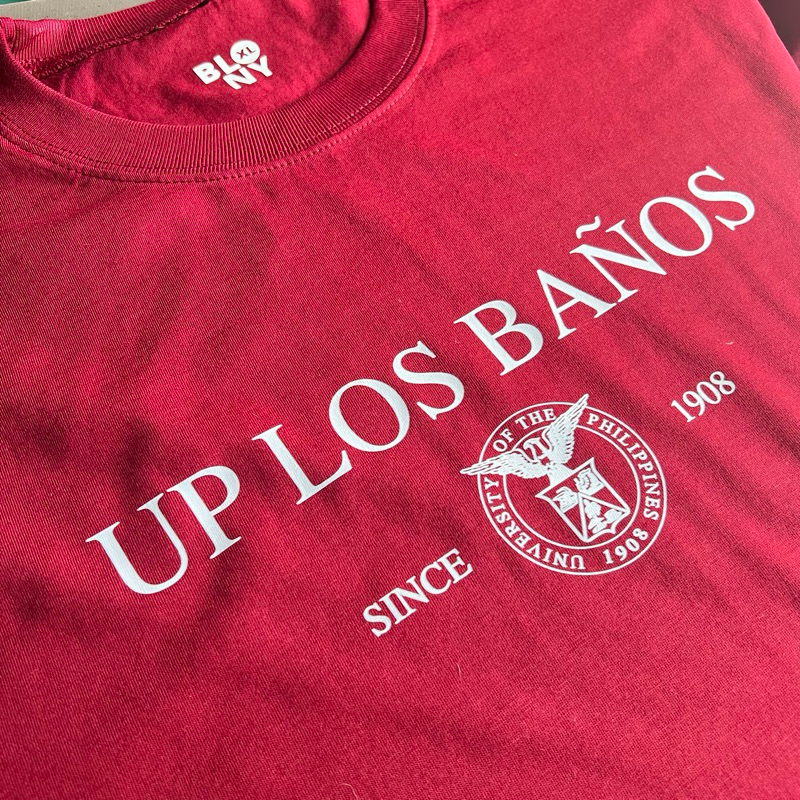 BLONY
XL
UP LOS BAÑOS
SINCE
UNIVERSITY OF THE PHILIPPINES
1908
1908